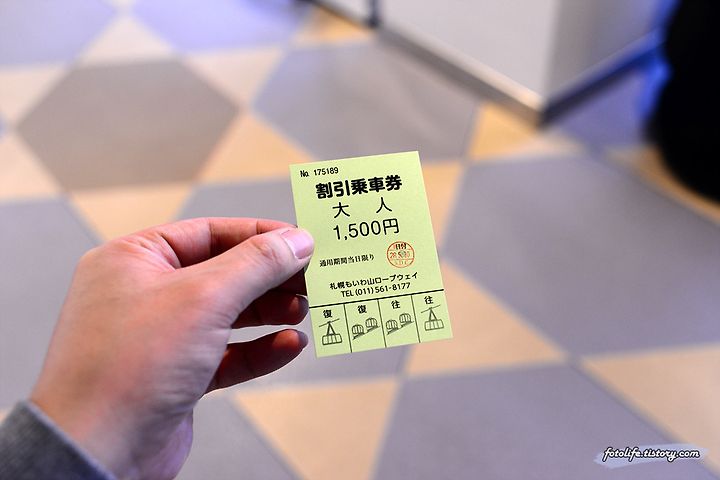 No. 175189
割引乗車券
大 人
1,500円
通用期間当日限り
札幌もいわ山ロープウェイ
TEL(011)561-8177
復 復 往 往
fotolife.tistory.com